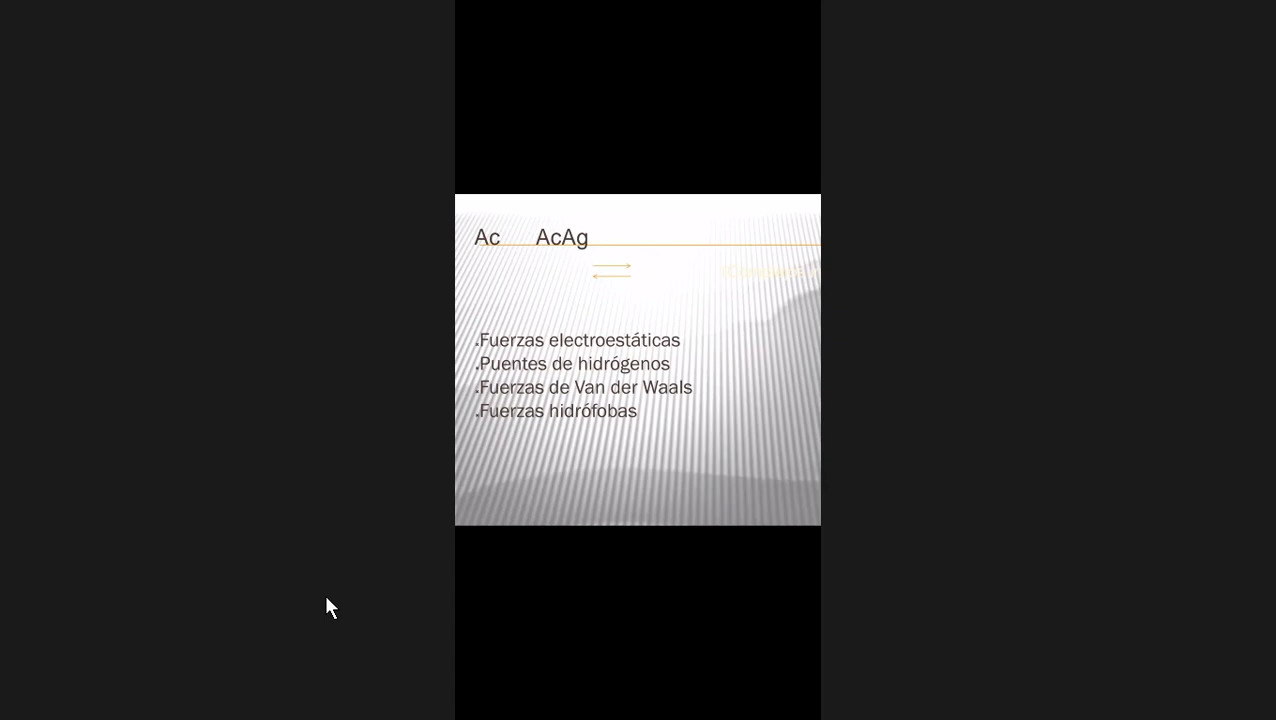 Ac AcAg
.Fuerzas electroestáticas
.Puentes de hidrógenos
.Fuerzas de Van der Waals
.Fuerzas hidrófobas